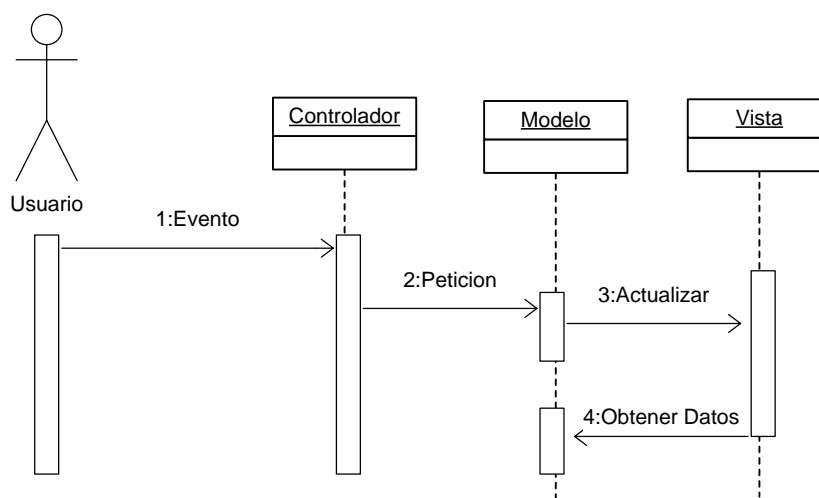 Controlador
Modelo
Vista
Usuario
1:Evento
2:Peticion
3:Actualizar
4:Obtener Datos